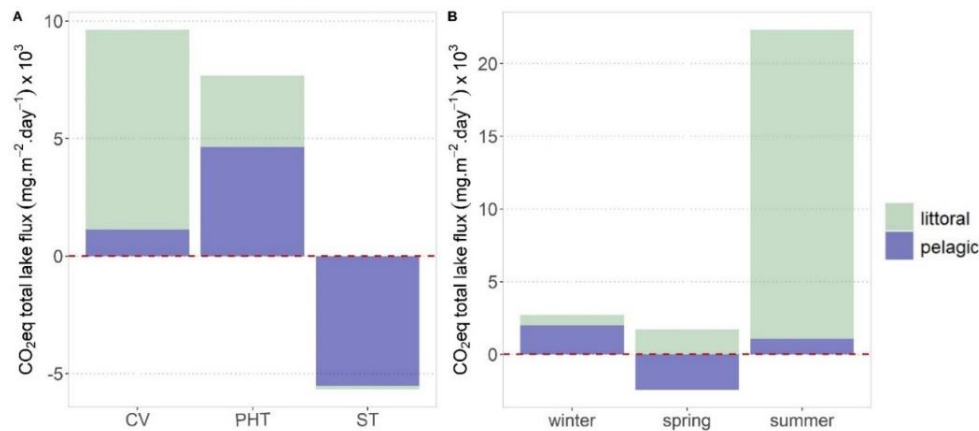 A
CO₂eq total lake flux (mg.m⁻².day⁻¹) x 10³
10
5
0
-5
CV PHT ST
B
CO₂eq total lake flux (mg.m⁻².day⁻¹) x 10³
20
15
10
5
0
winter spring summer
littoral
pelagic